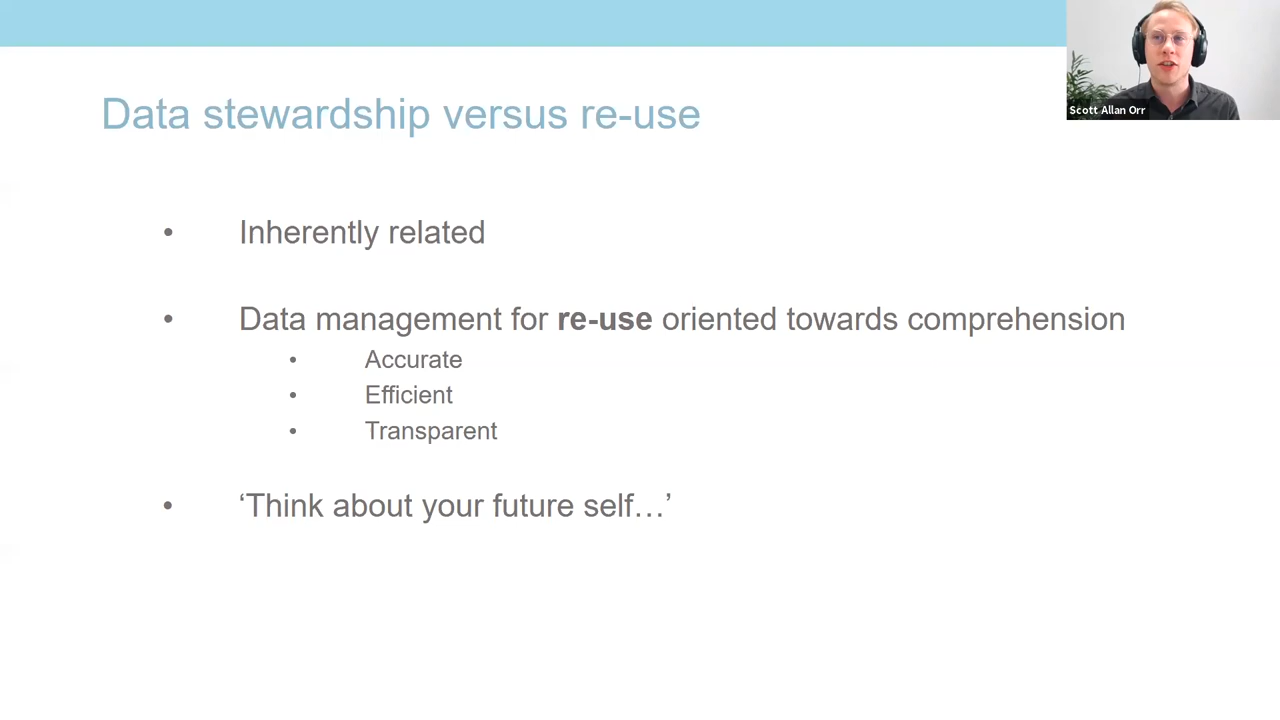 Scott Allan Orr
Data stewardship versus re-use
• Inherently related
• Data management for re-use oriented towards comprehension
• Accurate
• Efficient
• Transparent
• ‘Think about your future self…’